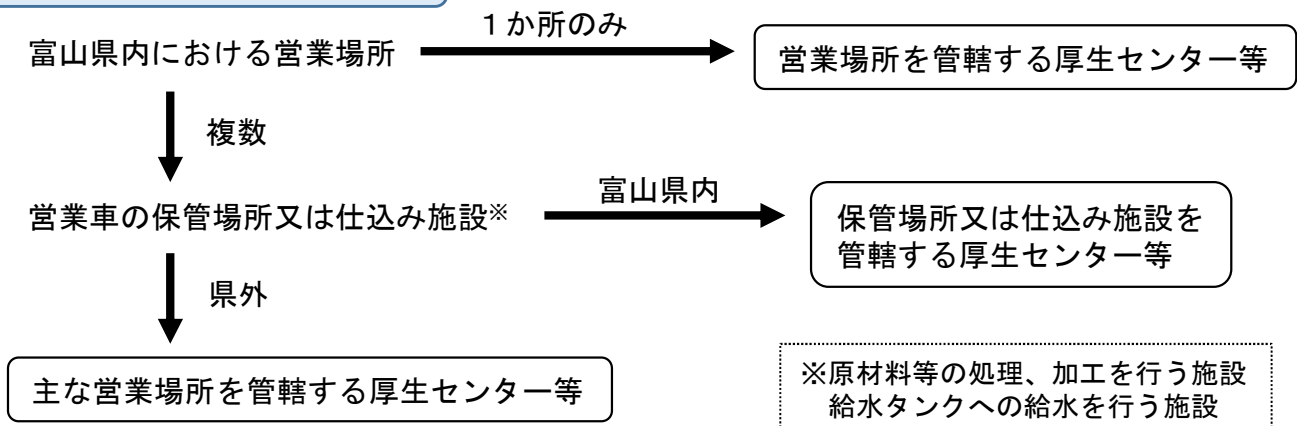 富山県内における営業場所
１か所のみ
営業場所を管轄する厚生センター等
複数
営業車の保管場所又は仕込み施設※
富山県内
保管場所又は仕込み施設を
管轄する厚生センター等
県外
主な営業場所を管轄する厚生センター等
※原材料等の処理、加工を行う施設
給水タンクへの給水を行う施設